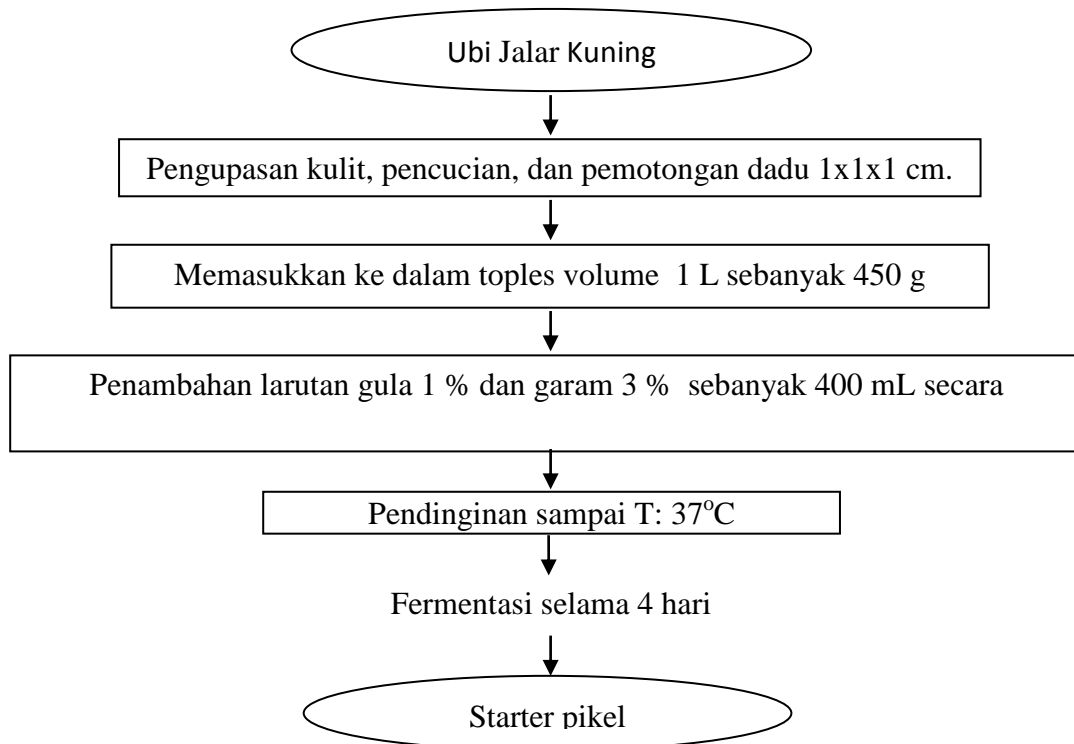 Ubi Jalar Kuning
Pengupasan kulit, pencucian, dan pemotongan dadu 1x1x1 cm.
Memasukkan ke dalam toples volume 1 L sebanyak 450 g
Penambahan larutan gula 1 % dan garam 3 % sebanyak 400 mL secara
Pendinginan sampai T: 37°C
Fermentasi selama 4 hari
Starter pikel